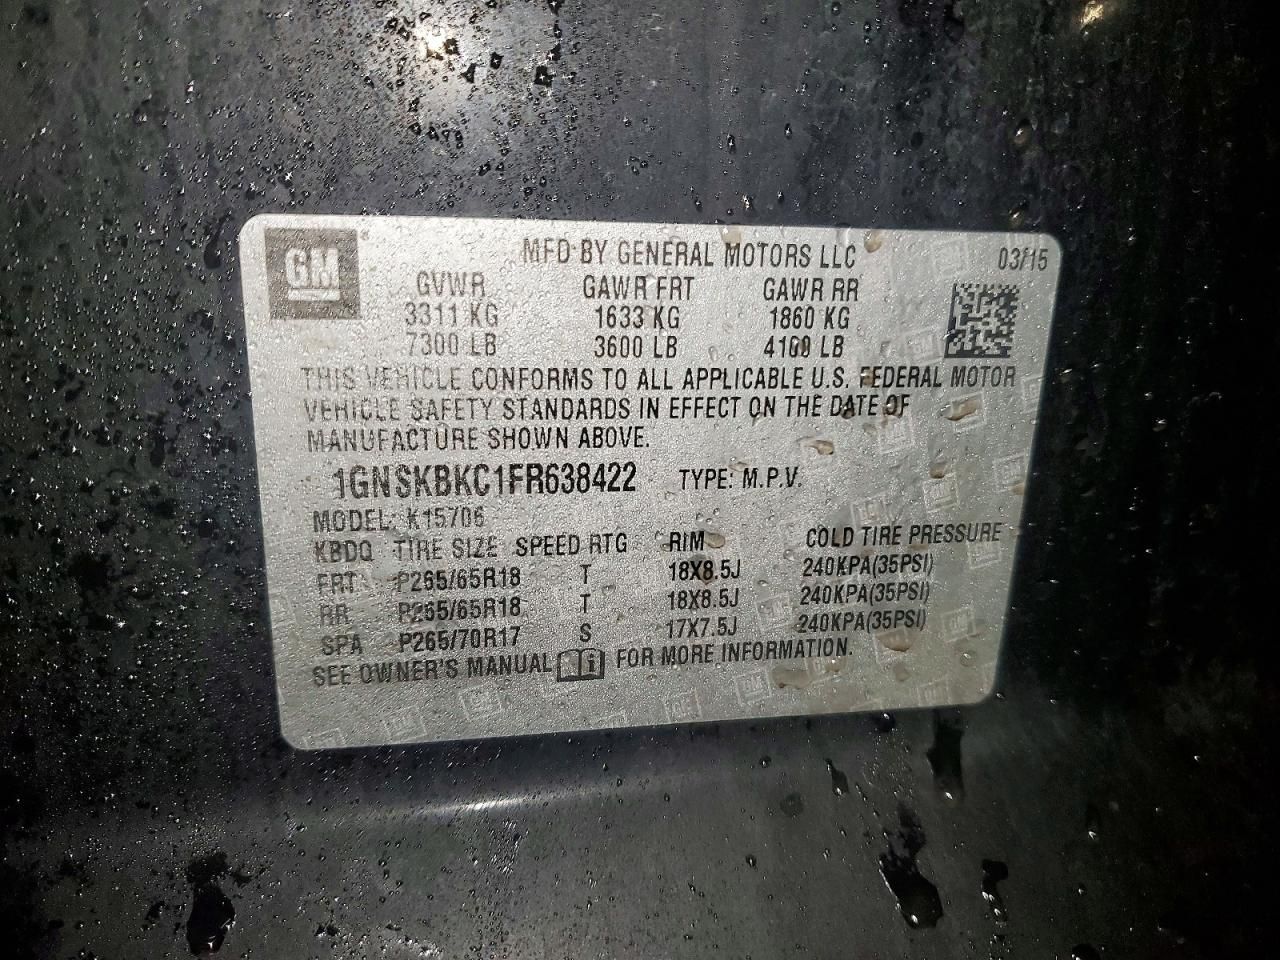 GM ®
MFD BY GENERAL MOTORS LLC 03/15
GVWR GAWR FRT GAWR RR
3311 KG 1633 KG 1860 KG
7300 LB 3600 LB 4100 LB
THIS VEHICLE CONFORMS TO ALL APPLICABLE U.S. FEDERAL MOTOR
VEHICLE SAFETY STANDARDS IN EFFECT ON THE DATE OF
MANUFACTURE SHOWN ABOVE.
1GNSKBKC1FR638422 TYPE: M.P.V.
MODEL: K15706
KBDQ TIRE SIZE SPEED RTG RIM COLD TIRE PRESSURE
FRT P265/65R18 T 18X8.5J 240KPA(35PSI)
RR P265/65R18 T 18X8.5J 240KPA(35PSI)
SPA P265/70R17 S 17X7.5J 240KPA(35PSI)
SEE OWNER'S MANUAL FOR MORE INFORMATION.